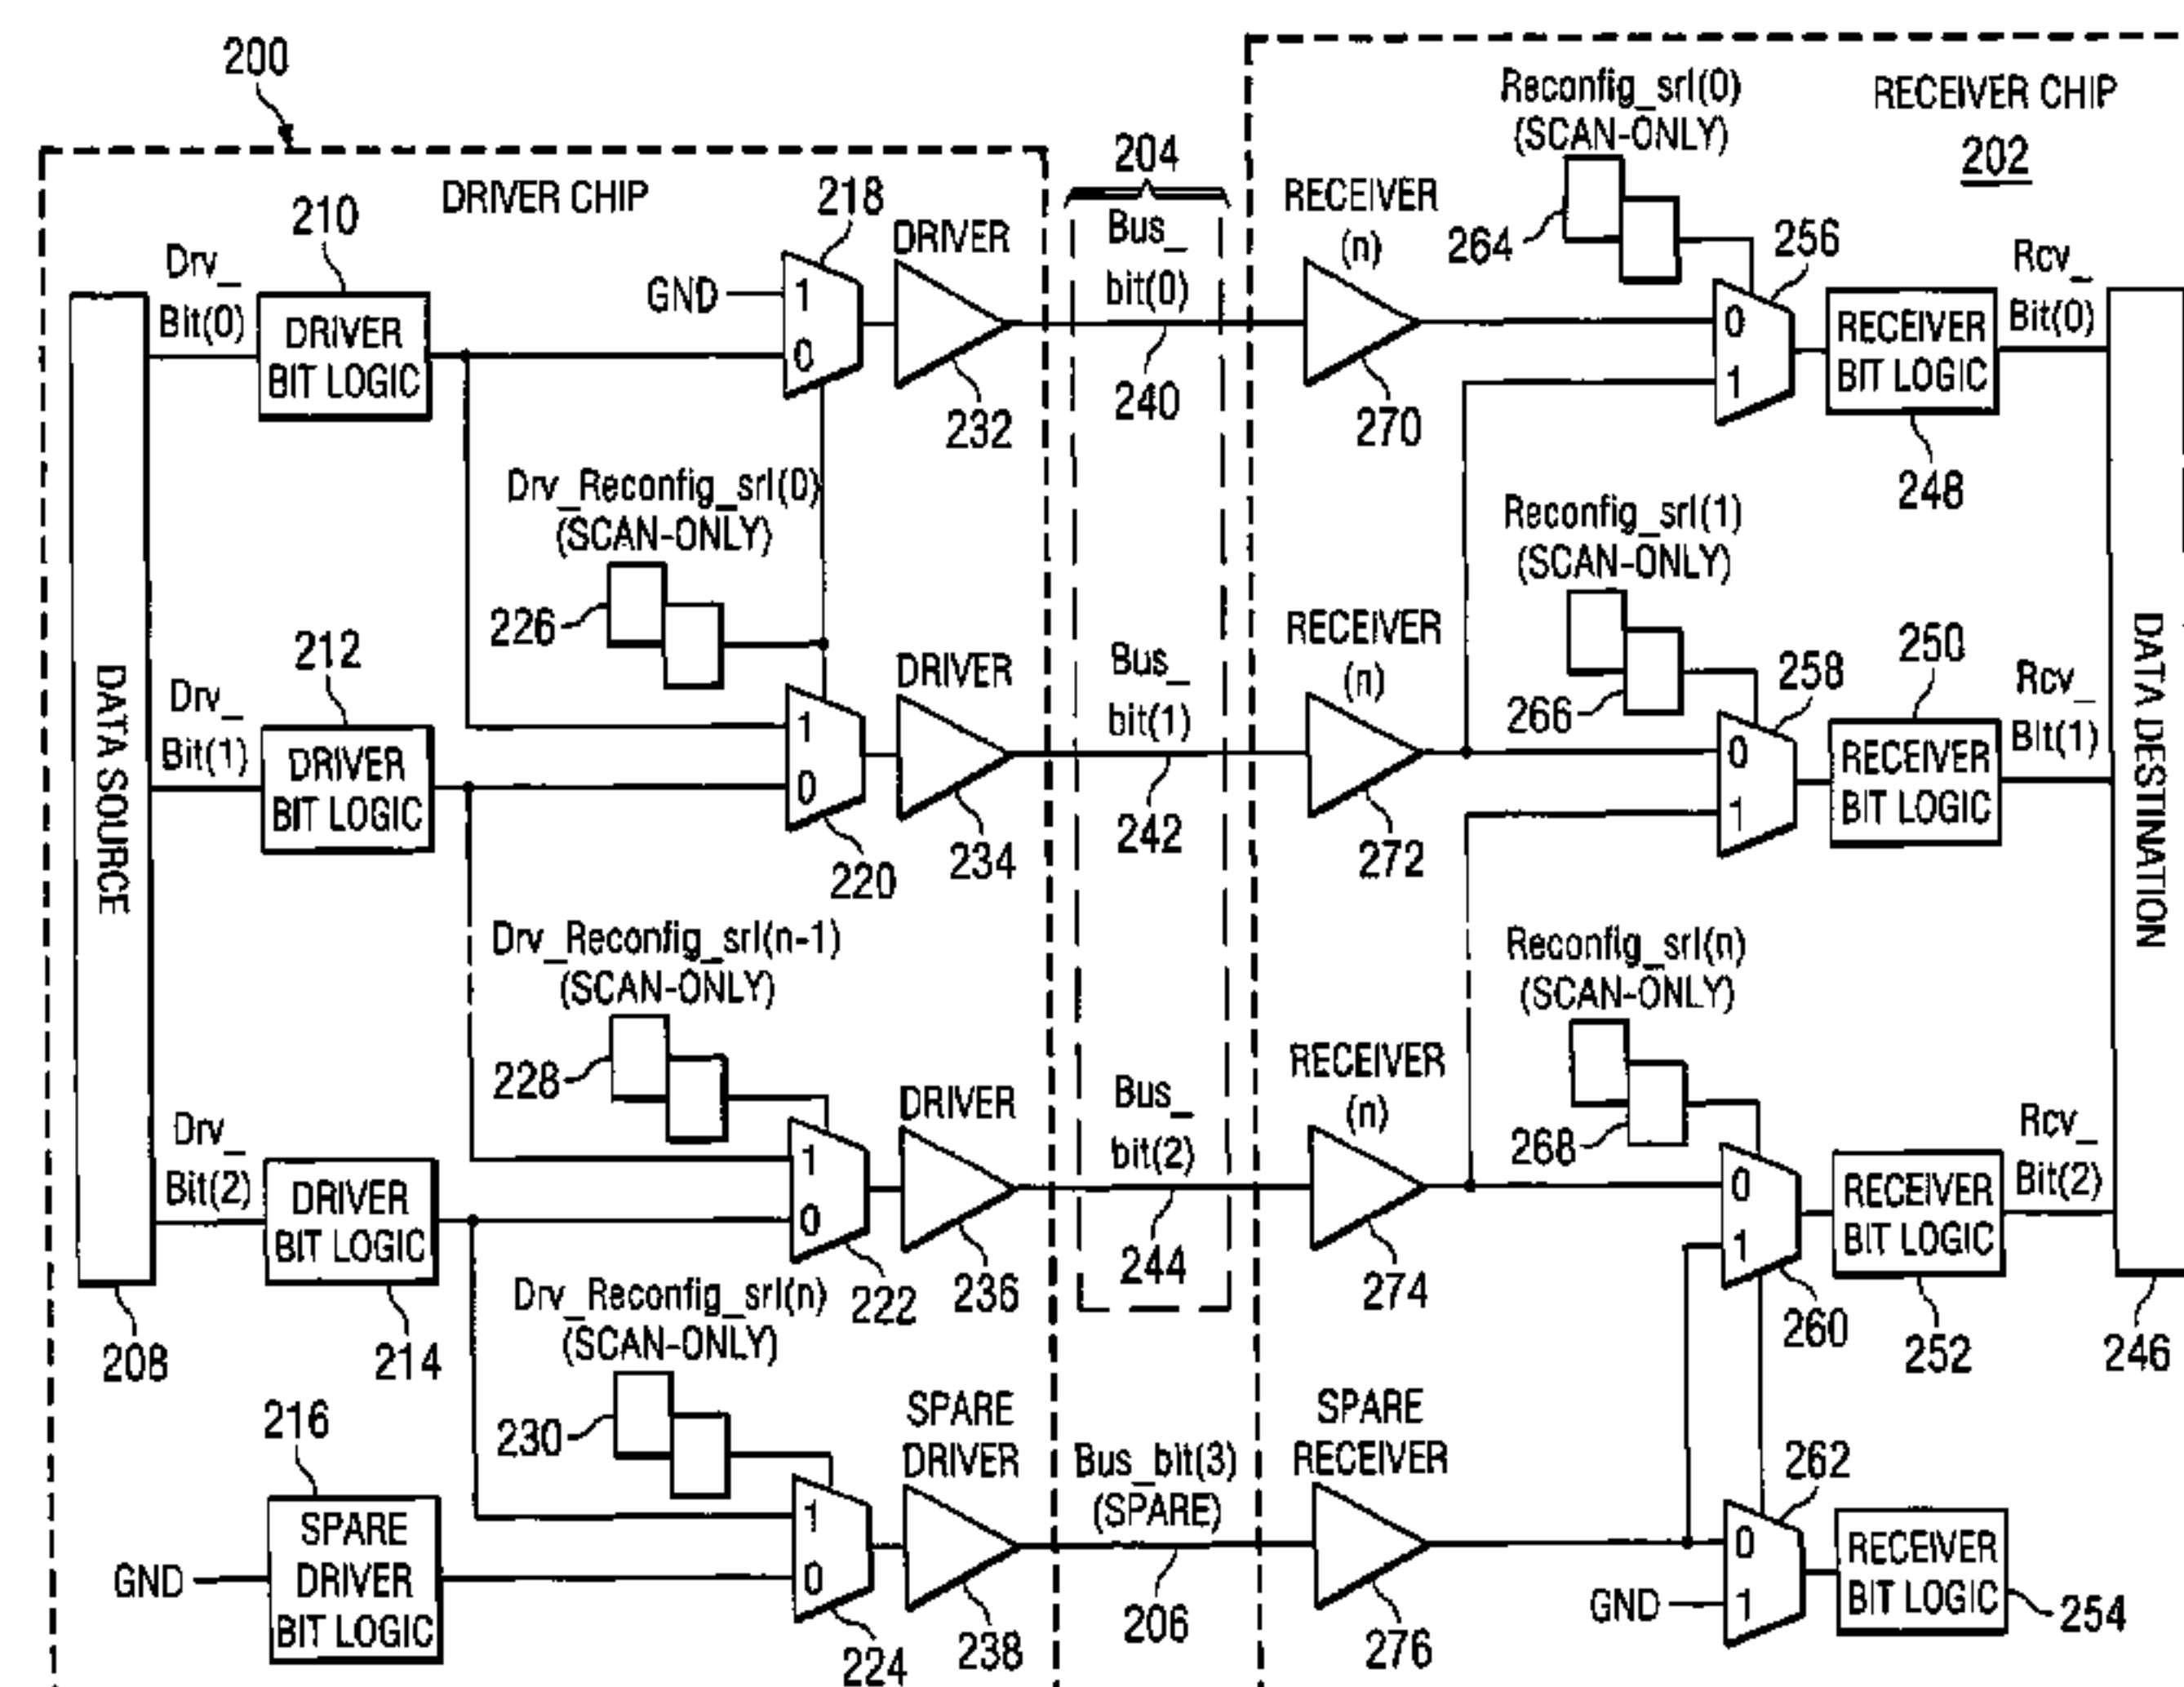 200
DRIVER CHIP
RECEIVER CHIP
202
204
Reconfig_srl(0)
(SCAN-ONLY)
264
210
218
Drv_
Bit(0)
DRIVER
BIT LOGIC
GND
1
0
DRIVER
232
Bus_
bit(0)
240
RECEIVER
(n)
270
0
1
256
RECEIVER
BIT LOGIC
248
Rcv_
Bit(0)
Drv_Reconfig_srl(0)
(SCAN-ONLY)
226
Reconfig_srl(1)
(SCAN-ONLY)
266
DATA SOURCE
212
Drv_
Bit(1)
DRIVER
BIT LOGIC
1
0
220
DRIVER
234
Bus_
bit(1)
242
RECEIVER
(n)
272
0
1
258
250
RECEIVER
BIT LOGIC
Rcv_
Bit(1)
DATA DESTINATION
Drv_Reconfig_srl(n-1)
(SCAN-ONLY)
228
Reconfig_srl(n)
(SCAN-ONLY)
268
Drv_
Bit(2)
DRIVER
BIT LOGIC
214
208
1
0
222
DRIVER
236
Bus_
bit(2)
244
RECEIVER
(n)
274
0
1
260
RECEIVER
BIT LOGIC
252
Rcv_
Bit(2)
246
Drv_Reconfig_srl(n)
(SCAN-ONLY)
230
216
GND
SPARE
DRIVER
BIT LOGIC
1
0
224
SPARE
DRIVER
238
Bus_bit(3)
(SPARE)
206
SPARE
RECEIVER
276
262
0
GND
1
RECEIVER
BIT LOGIC
254